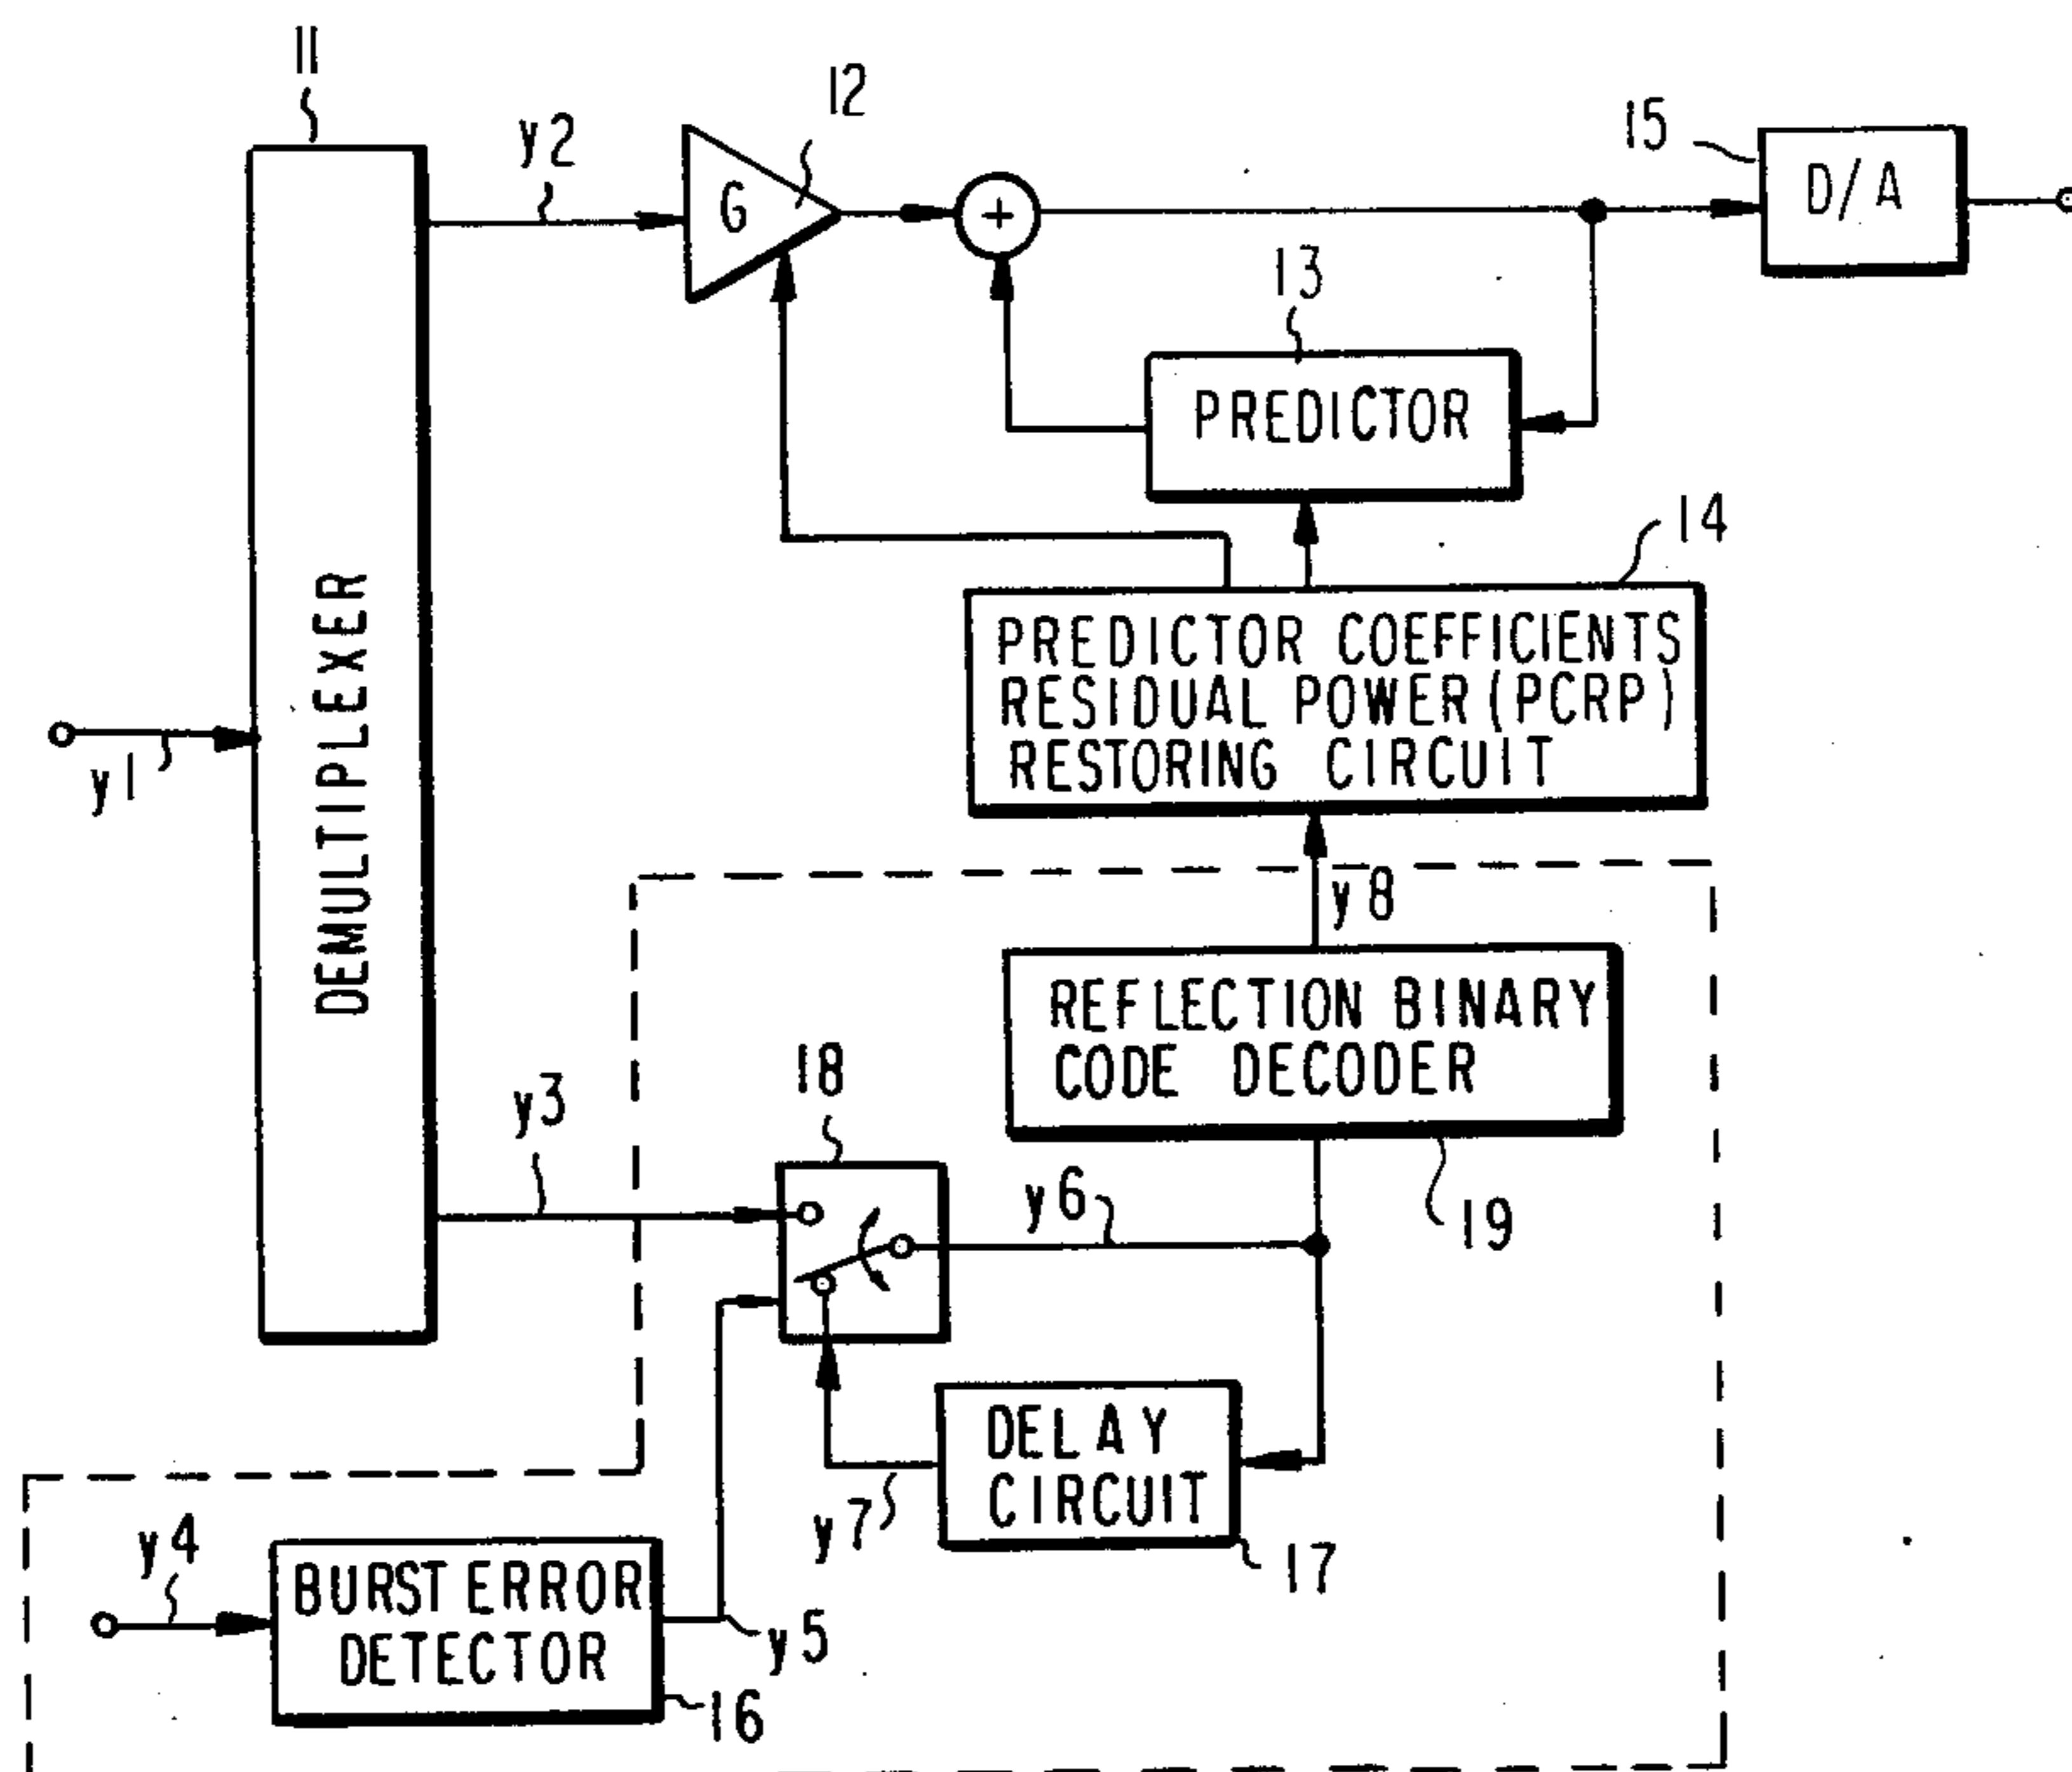 11
12
y2
15
G
+
D/A
13
PREDICTOR
14
PREDICTOR COEFFICIENTS
RESIDUAL POWER (PCRP)
RESTORING CIRCUIT
DEMULTIPLEXER
y1
y8
REFLECTION BINARY
CODE DECODER
18
y3
y6
19
DELAY
CIRCUIT
y7
17
y4
BURST ERROR
DETECTOR
y5
16